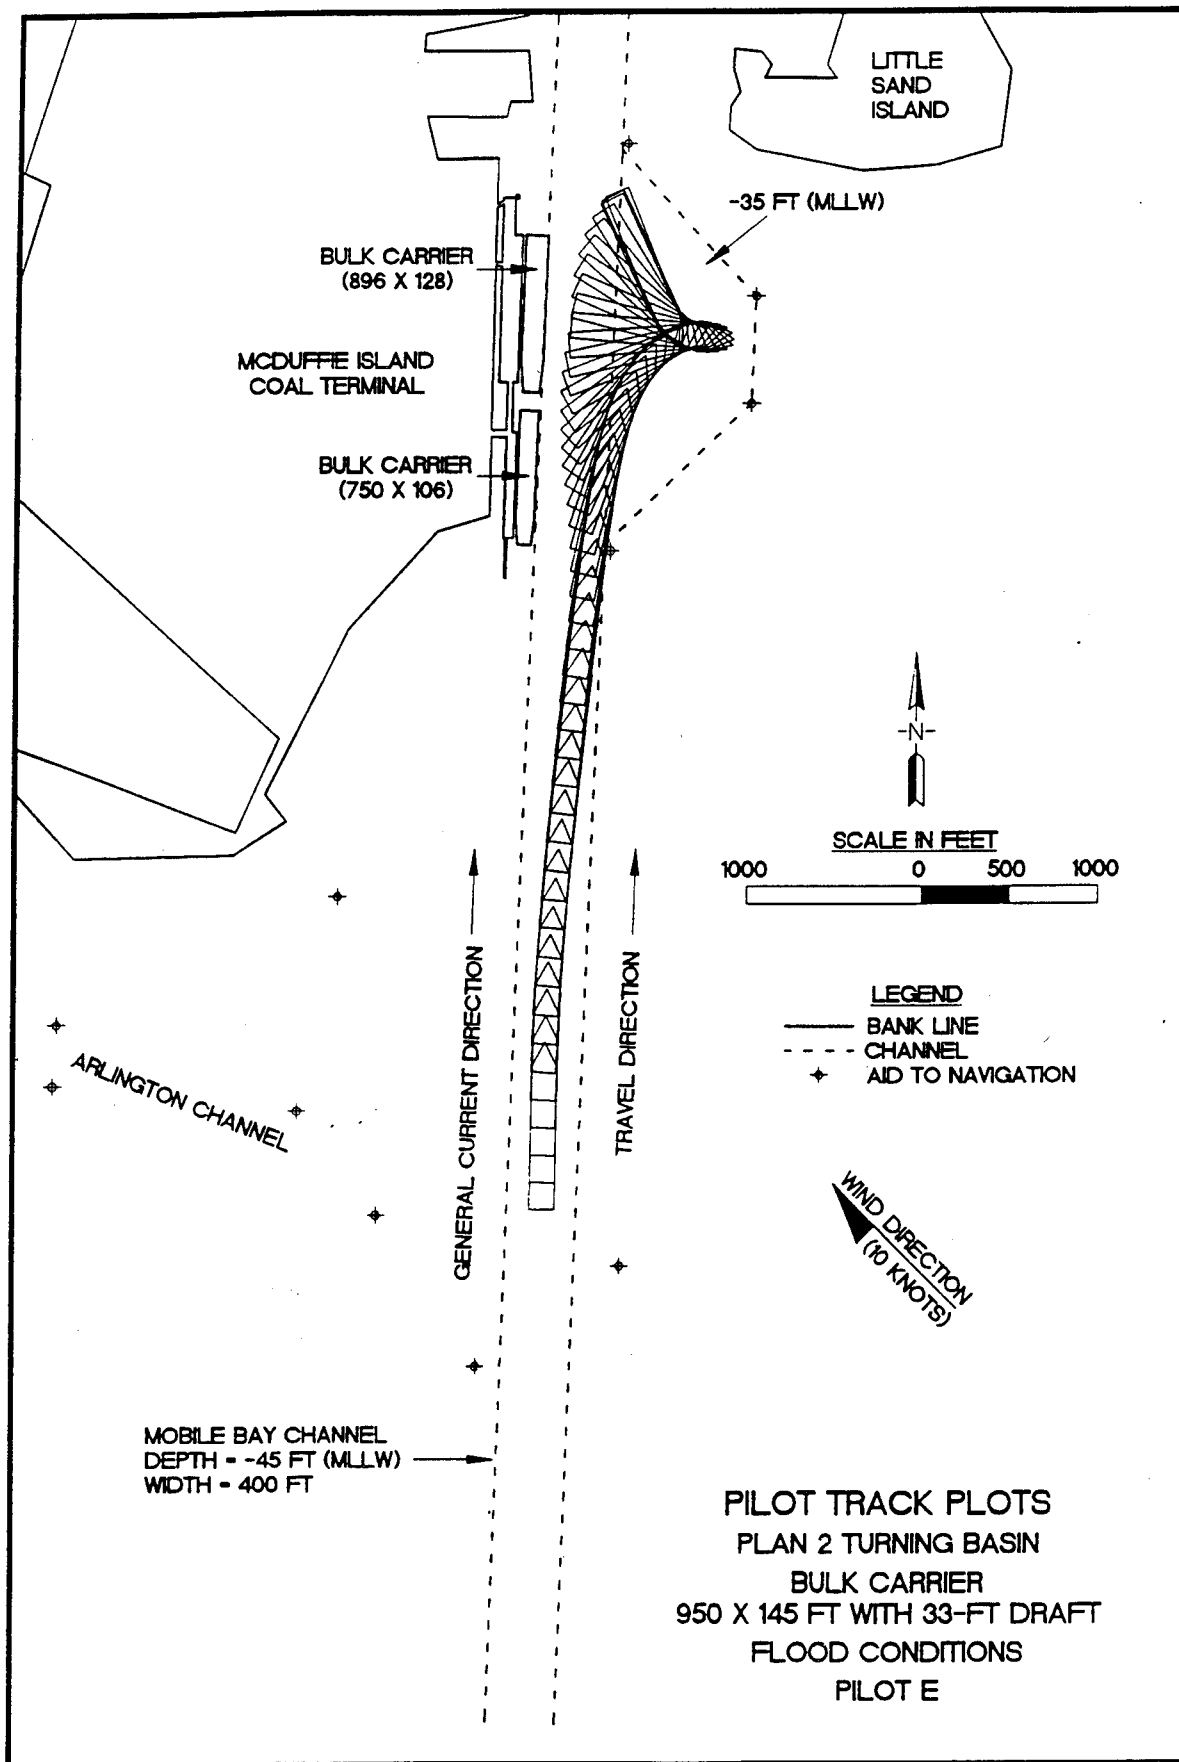 LITTLE
SAND
ISLAND
-35 FT (MLLW)
BULK CARRIER
(896 X 128)
MCDUFFIE ISLAND
COAL TERMINAL
BULK CARRIER
(750 X 106)
-N-
SCALE IN FEET
1000 0 500 1000
GENERAL CURRENT DIRECTION
TRAVEL DIRECTION
LEGEND
BANK LINE
CHANNEL
AID TO NAVIGATION
ARLINGTON CHANNEL
WIND DIRECTION
(10 KNOTS)
MOBILE BAY CHANNEL
DEPTH = -45 FT (MLLW)
WIDTH = 400 FT
PILOT TRACK PLOTS
PLAN 2 TURNING BASIN
BULK CARRIER
950 X 145 FT WITH 33-FT DRAFT
FLOOD CONDITIONS
PILOT E